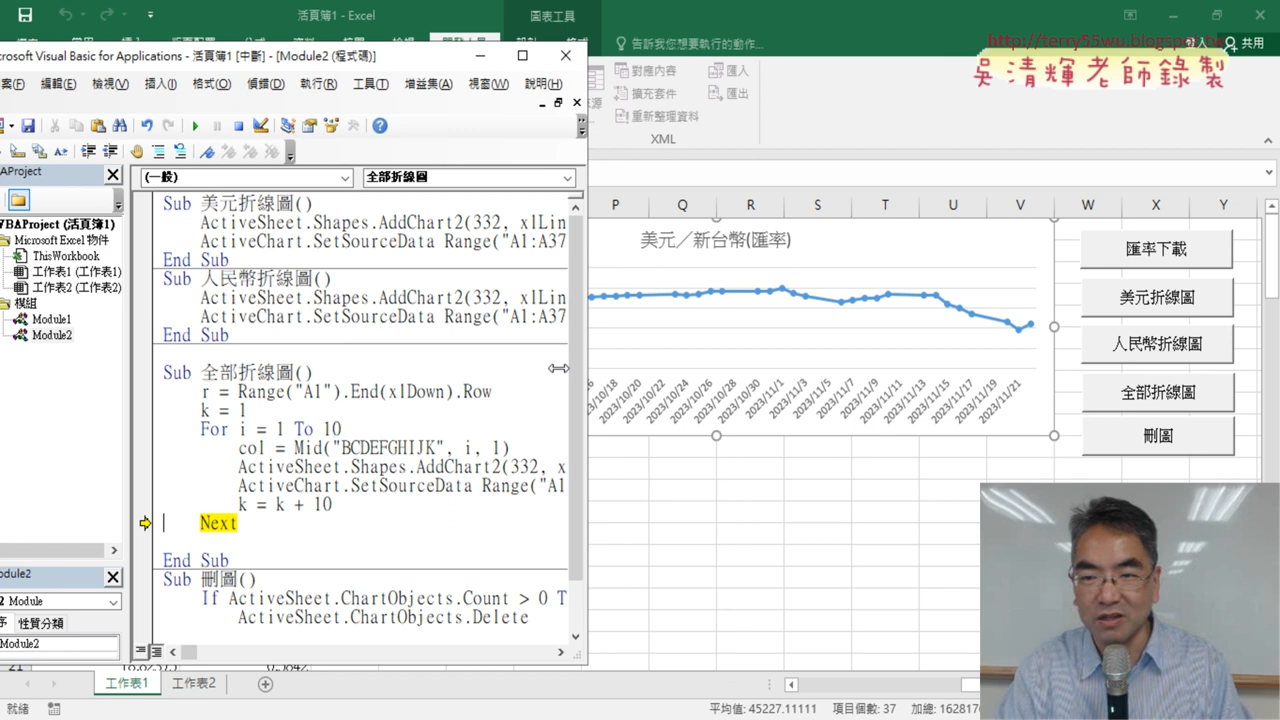 活頁簿1 - Excel
圖表工具
告訴我您想要執行的動作...
共用
http://terry55wu.blogspot.tw
吳清輝老師錄製
crosoft Visual Basic for Applications - 活頁簿1 [中斷] - [Module2 (程式碼)]
案(F) 編輯(E) 檢視(V) 插入(I) 格式(O) 偵錯(D) 執行(R) 工具(T) 增益集(A) 視窗(W) 說明(H)
對應內容
擴充套件
重新整理資料
匯入
匯出
XML
AProject
VBAProject (活頁簿1)
Microsoft Excel 物件
ThisWorkbook
工作表1 (工作表1)
工作表2 (工作表2)
模組
Module1
Module2
odule2
2 Module
序 性質分類
Module2
(一般)
全部折線圖
Sub 美元折線圖()
ActiveSheet.Shapes.AddChart2(332, xlLin
ActiveChart.SetSourceData Range("A1:A37
End Sub
Sub 人民幣折線圖()
ActiveSheet.Shapes.AddChart2(332, xlLin
ActiveChart.SetSourceData Range("A1:A37
End Sub
Sub 全部折線圖()
r = Range("A1").End(xlDown).Row
k = 1
For i = 1 To 10
col = Mid("BCDEFGHIJK", i, 1)
ActiveSheet.Shapes.AddChart2(332, x
ActiveChart.SetSourceData Range("A1
k = k + 10
Next
End Sub
Sub 刪圖()
If ActiveSheet.ChartObjects.Count > 0 T
ActiveSheet.ChartObjects.Delete
P Q R S T U V W X Y
美元／新台幣(匯率)
2023/10/18 2023/10/20 2023/10/22 2023/10/24 2023/10/26 2023/10/28 2023/10/30 2023/11/1 2023/11/3 2023/11/5 2023/11/7 2023/11/9 2023/11/11 2023/11/13 2023/11/15 2023/11/17 2023/11/19 2023/11/21
匯率下載
美元折線圖
人民幣折線圖
全部折線圖
刪圖
工作表1 工作表2
就緒
平均值: 45227.11111 項目個數: 37 加總: 1628176